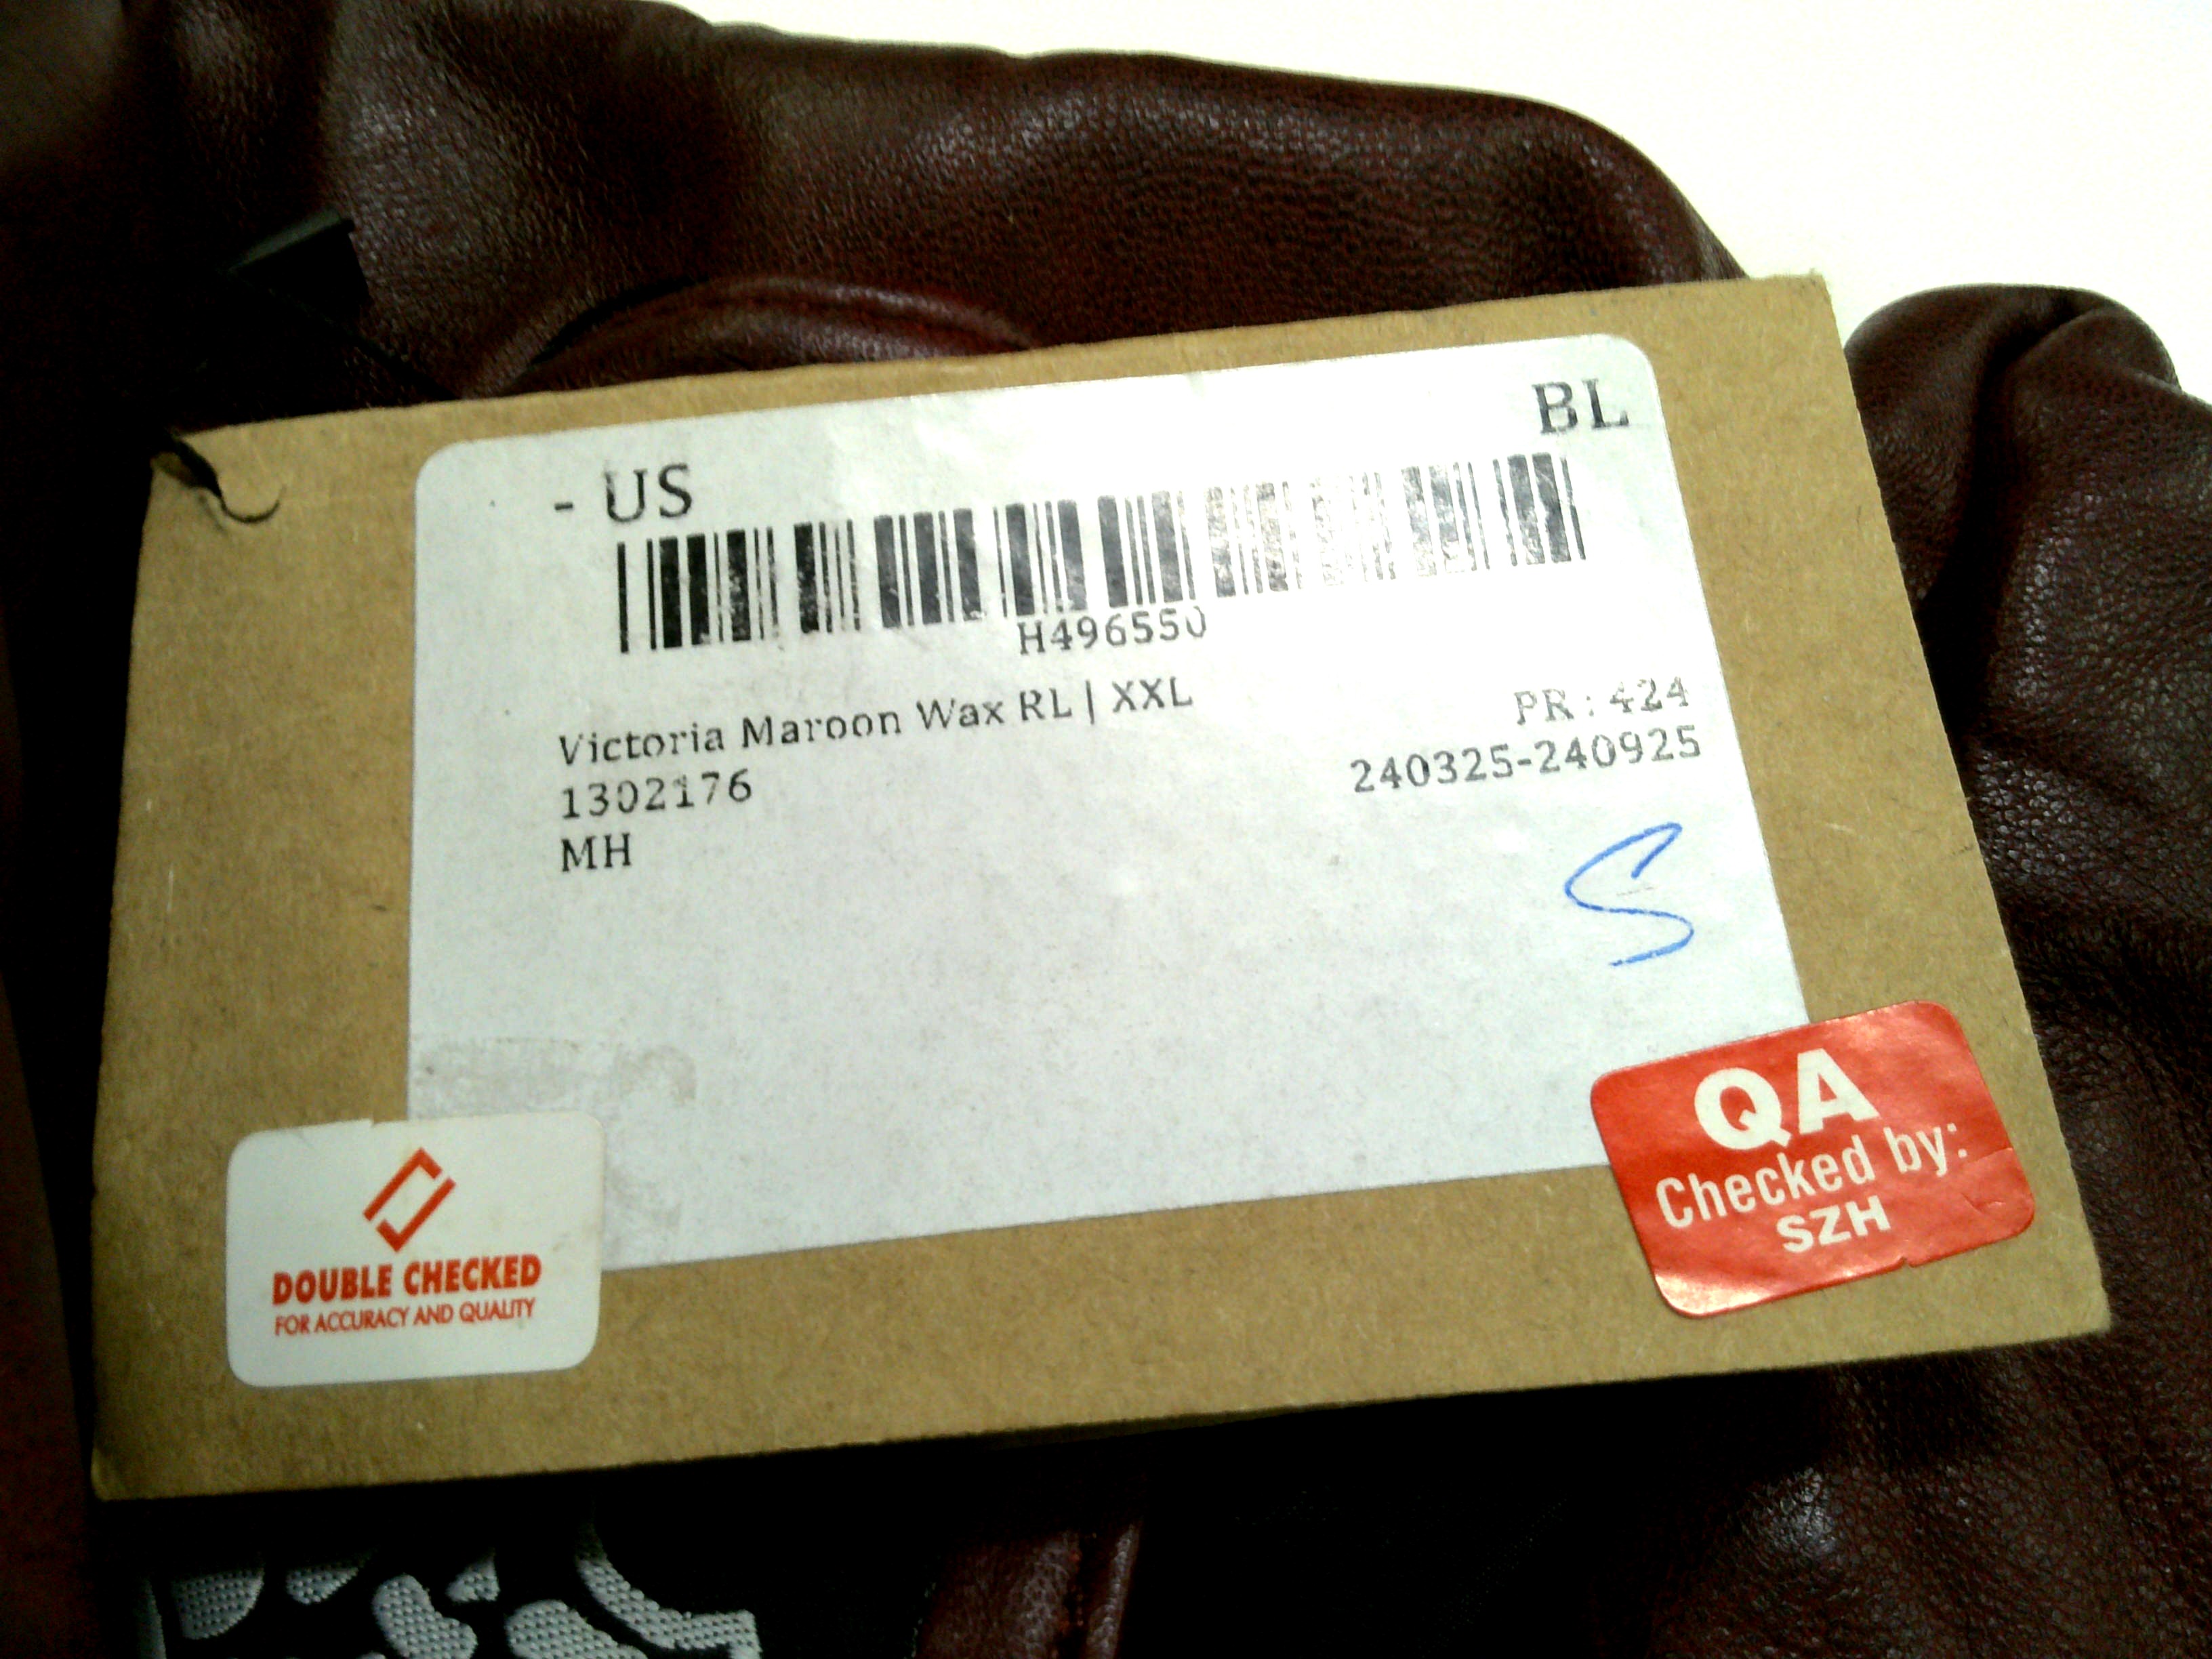 - US
BL
H496550
Victoria Maroon Wax RL | XXL
PR : 424
1302176
240325-240925
MH
S
QA
Checked by:
SZH
DOUBLE CHECKED
FOR ACCURACY AND QUALITY